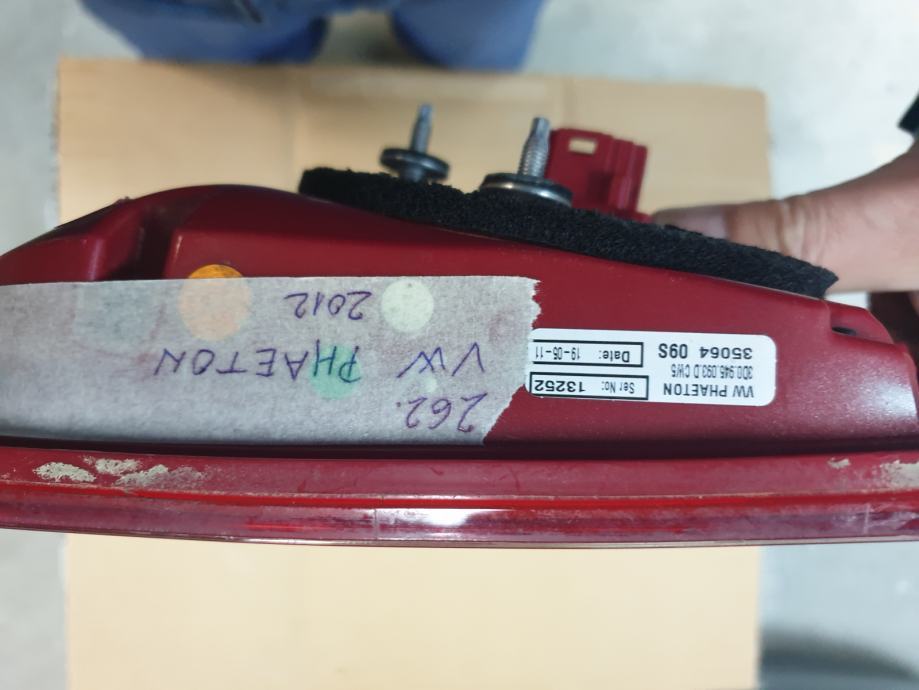 262.
VW PHAETON
2012
VW PHAETON
3D0.945.093.D CW5
35064 09S
Ser No: 13252
Date: 19-05-11